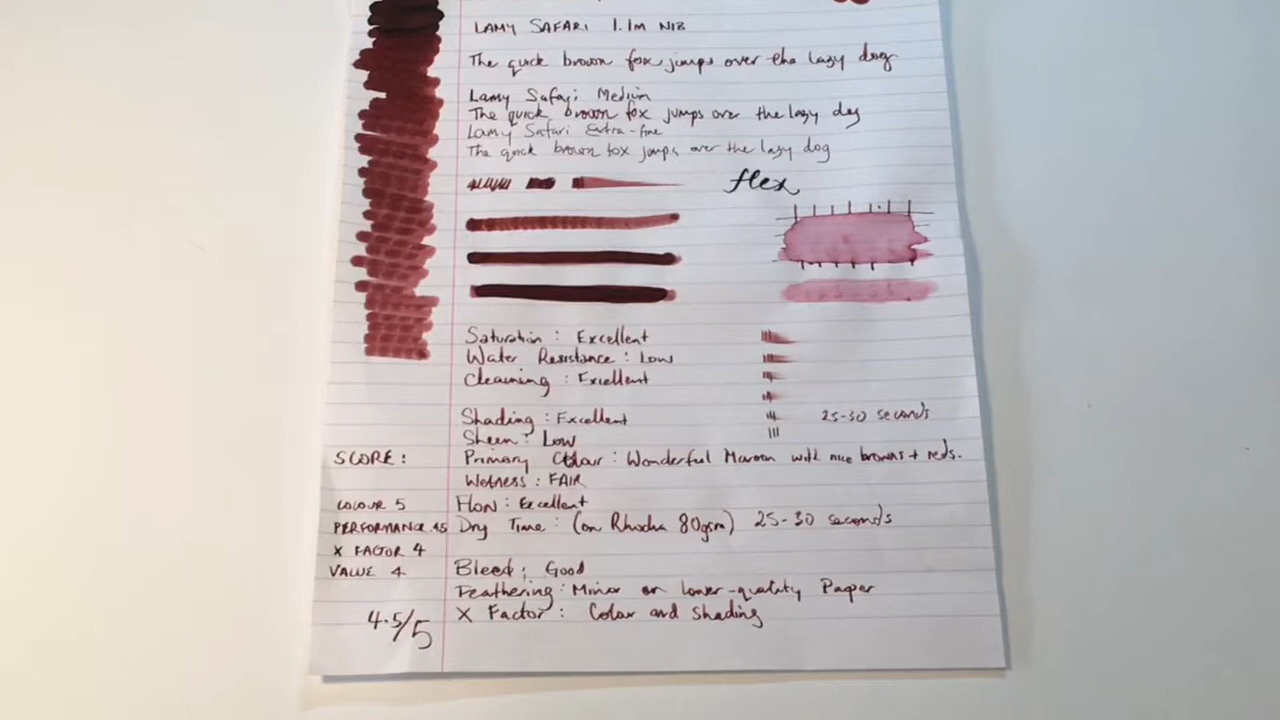 LAMY SAFARI 1.1m NIB
The quick brown fox jumps over the lazy dog
Lamy Safari Medium
The quick brown fox jumps over the lazy dog
Lamy Safari Extra-fine
The quick brown fox jumps over the lazy dog
flex
Saturation : Excellent
Water Resistance : Low
Cleaning : Excellent
Shading : Excellent
25-30 seconds
Sheen : Low
SCORE :
Primary Colour : Wonderful Maroon with nice browns + reds.
Wetness : FAIR
COLOUR 5
Flow : Excellent
PERFORMANCE 4.5
Dry Time : (on Rhodia 80gsm) 25-30 seconds
X FACTOR 4
VALUE 4
Bleed : Good
Feathering : Minor on lower-quality Paper
X Factor : Colour and Shading
4.5/5